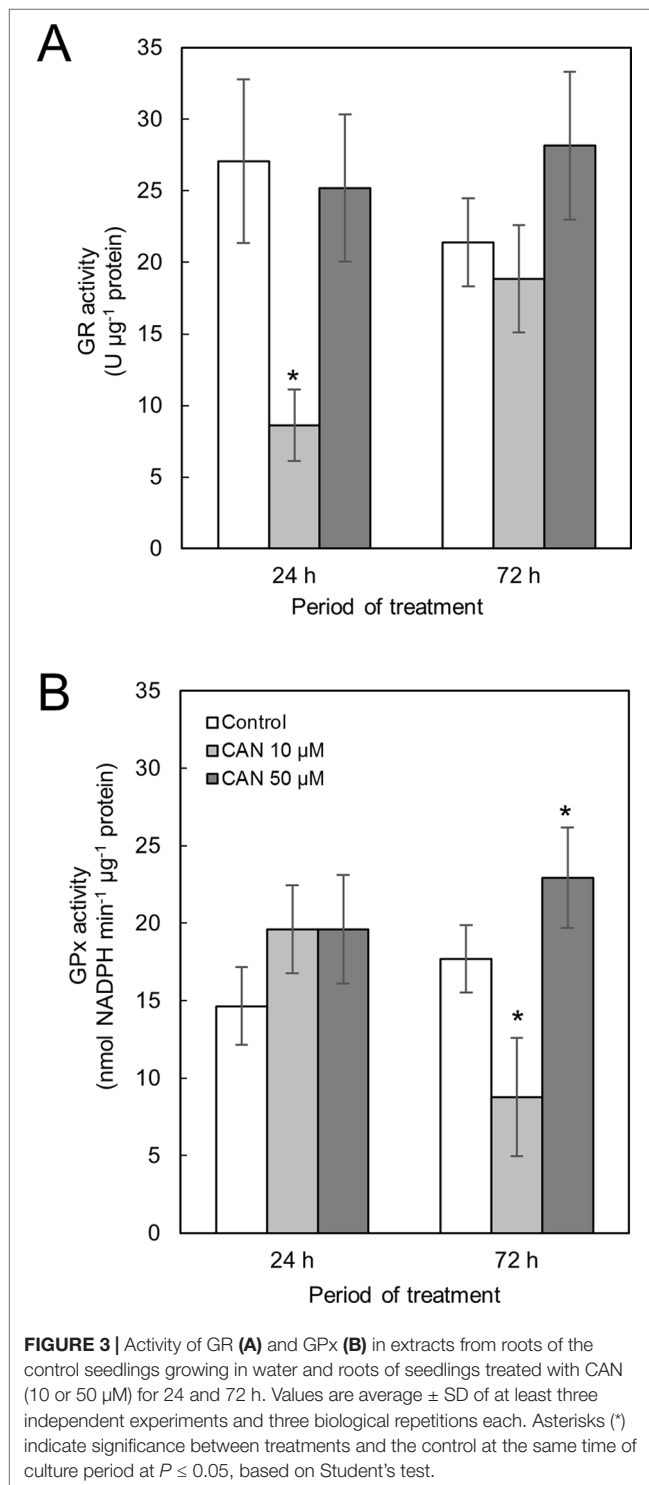 A
35
30
25
20
15
10
5
0
GR activity
(U µg-1 protein)
*
24 h
72 h
Period of treatment
B
35
30
25
20
15
10
5
0
GPx activity
(nmol NADPH min-1 µg-1 protein)
Control
CAN 10 µM
CAN 50 µM
*
*
24 h
72 h
Period of treatment
FIGURE 3 | Activity of GR (A) and GPx (B) in extracts from roots of the
control seedlings growing in water and roots of seedlings treated with CAN
(10 or 50 µM) for 24 and 72 h. Values are average ± SD of at least three
independent experiments and three biological repetitions each. Asterisks (*)
indicate significance between treatments and the control at the same time of
culture period at P ≤ 0.05, based on Student’s test.